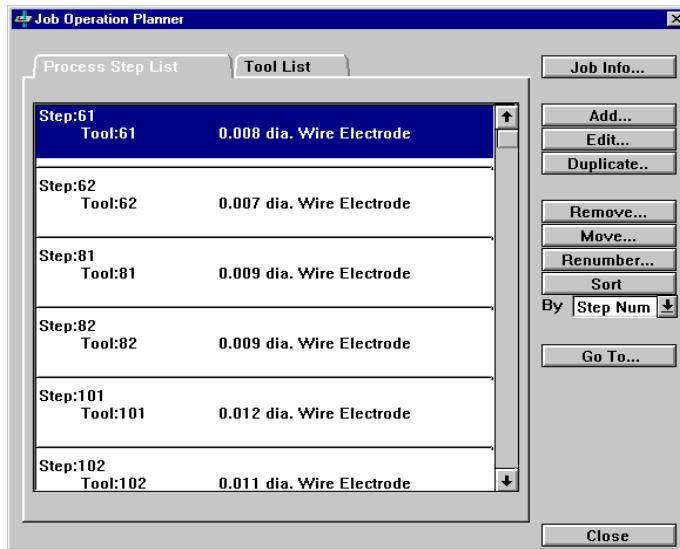 Job Operation Planner
Process Step List
Tool List
Step:61
Tool:61 0.008 dia. Wire Electrode
Step:62
Tool:62 0.007 dia. Wire Electrode
Step:81
Tool:81 0.009 dia. Wire Electrode
Step:82
Tool:82 0.009 dia. Wire Electrode
Step:101
Tool:101 0.012 dia. Wire Electrode
Step:102
Tool:102 0.011 dia. Wire Electrode
Job Info...
Add...
Edit...
Duplicate..
Remove...
Move...
Renumber...
Sort
By Step Num
Go To...
Close